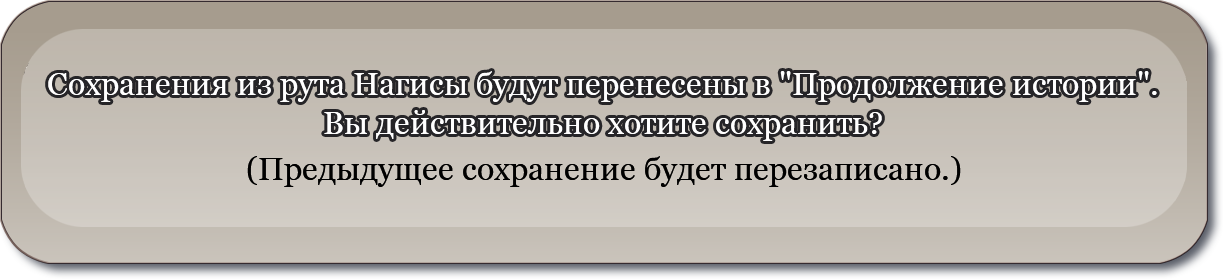 Сохранения из рута Нагисы будут перенесены в "Продолжение истории".
Вы действительно хотите сохранить?
(Предыдущее сохранение будет перезаписано.)